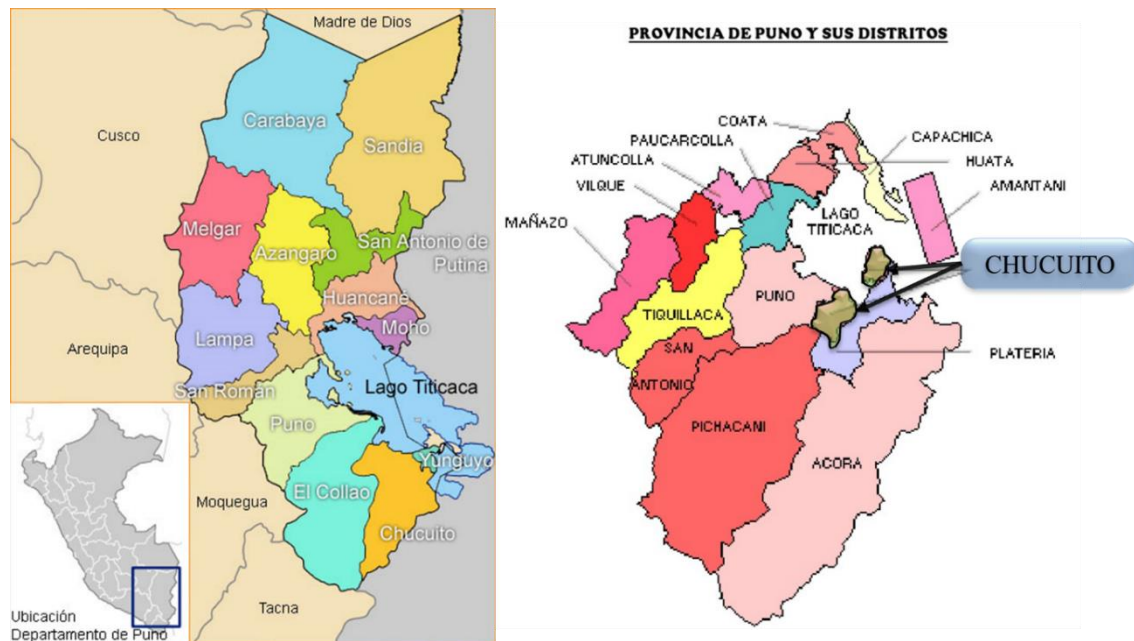 Madre de Dios
Cusco
Carabaya
Sandia
Melgar
Azangaro
San Antonio de
Putina
Huancané
Moho
Lampa
Arequipa
San Román
Lago Titicaca
Puno
Yunguyo
El Collao
Moquegua
Chucuito
Tacna
Ubicación
Departamento de Puno
PROVINCIA DE PUNO Y SUS DISTRITOS
COATA
PAUCARCOLLA
CAPACHICA
ATUNCOLLA
HUATA
VILQUE
AMANTANI
MAÑAZO
LAGO
TITICACA
CHUCUITO
PUNO
TIQUILLACA
SAN
ANTONIO
PLATERIA
PICHACANI
ACORA